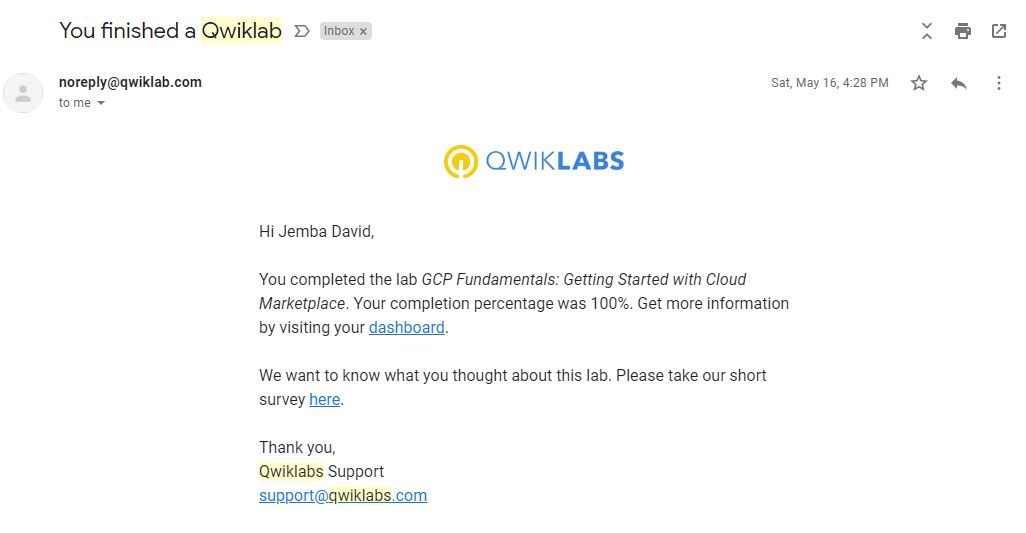 You finished a Qwiklab
Inbox x
noreply@qwiklab.com
Sat, May 16, 4:28 PM
to me
QWIKLABS
Hi Jemba David,
You completed the lab GCP Fundamentals: Getting Started with Cloud
Marketplace. Your completion percentage was 100%. Get more information
by visiting your dashboard.
We want to know what you thought about this lab. Please take our short
survey here.
Thank you,
Qwiklabs Support
support@qwiklabs.com